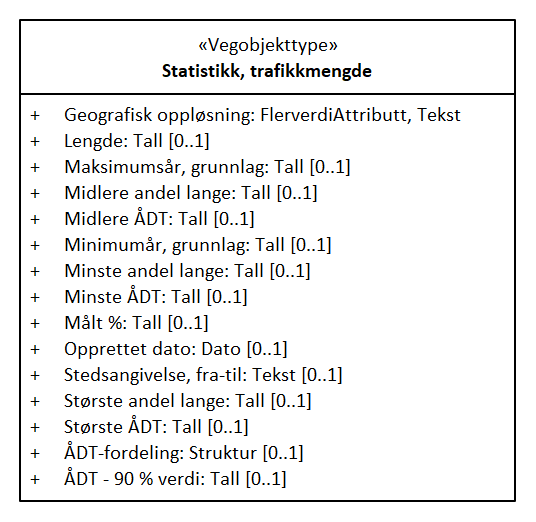 «Vegobjekttype»
Statistikk, trafikkmengde
+ Geografisk oppløsning: FlerverdiAttributt, Tekst
+ Lengde: Tall [0..1]
+ Maksimumsår, grunnlag: Tall [0..1]
+ Midlere andel lange: Tall [0..1]
+ Midlere ÅDT: Tall [0..1]
+ Minimumår, grunnlag: Tall [0..1]
+ Minste andel lange: Tall [0..1]
+ Minste ÅDT: Tall [0..1]
+ Målt %: Tall [0..1]
+ Opprettet dato: Dato [0..1]
+ Stedsangivelse, fra-til: Tekst [0..1]
+ Største andel lange: Tall [0..1]
+ Største ÅDT: Tall [0..1]
+ ÅDT-fordeling: Struktur [0..1]
+ ÅDT - 90 % verdi: Tall [0..1]